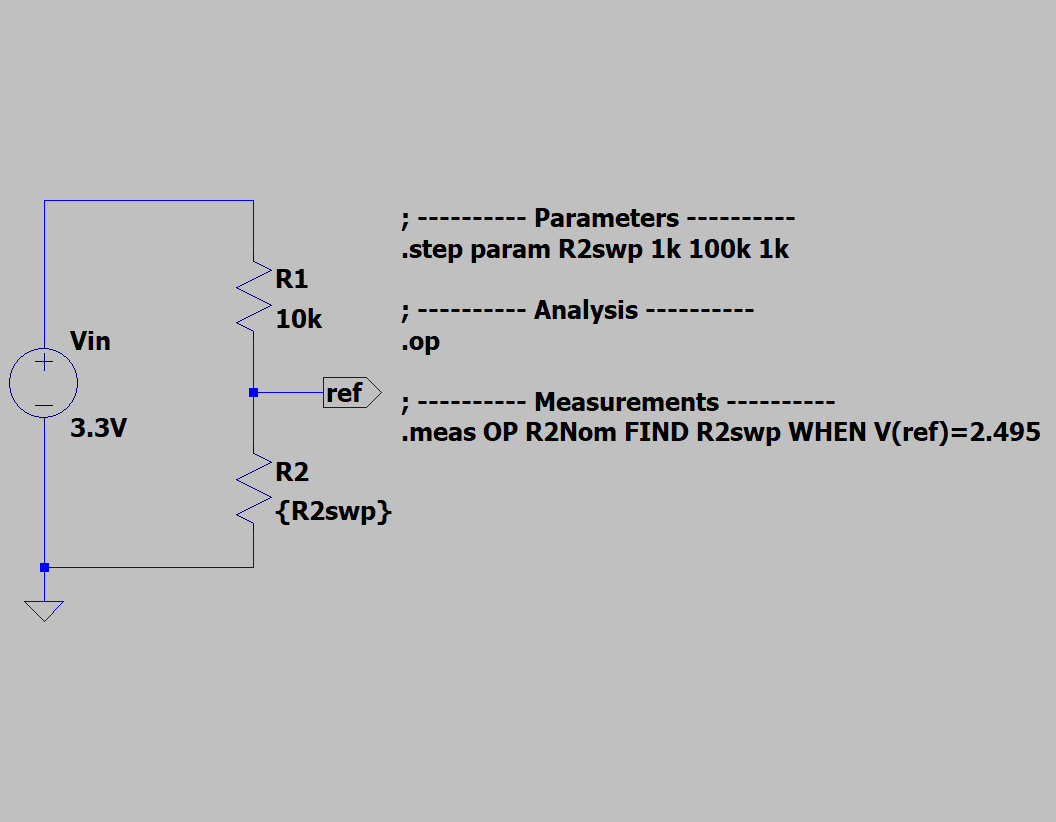 ; ---------- Parameters ----------
.step param R2swp 1k 100k 1k
R1
10k
; ---------- Analysis ----------
.op
Vin
3.3V
ref
; ---------- Measurements ----------
.meas OP R2Nom FIND R2swp WHEN V(ref)=2.495
R2
{R2swp}